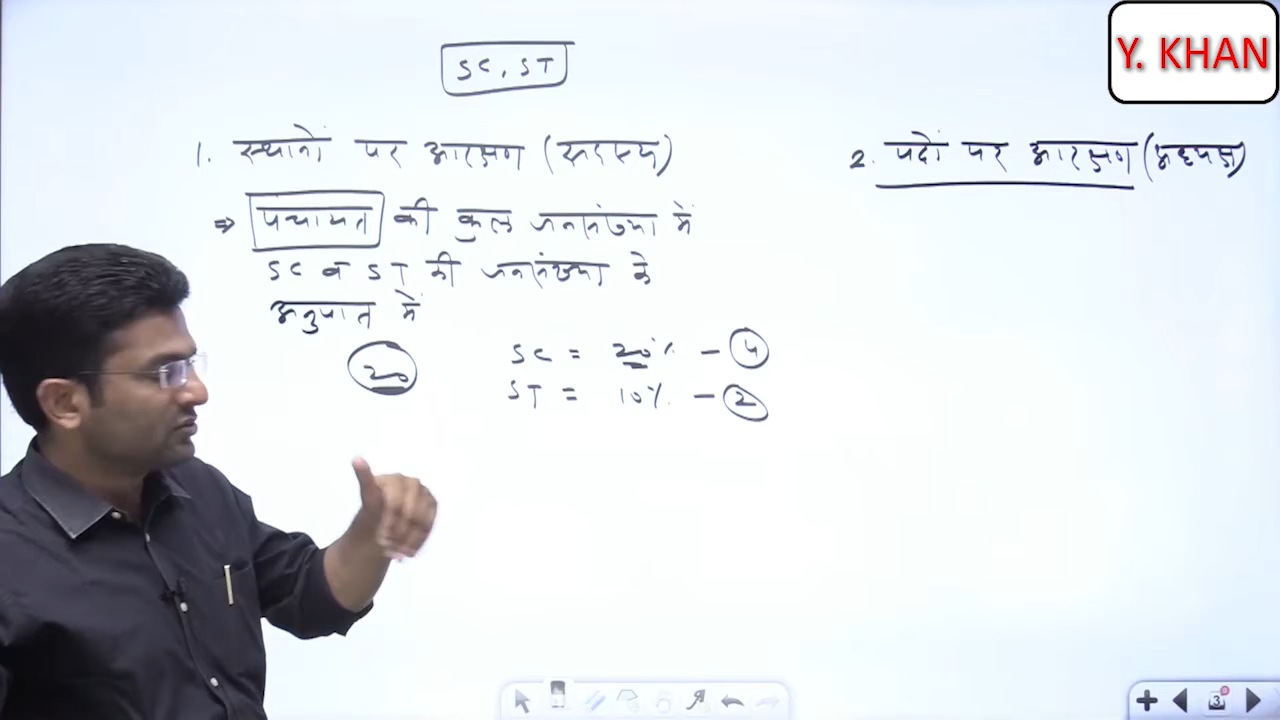 Y. KHAN
SC, ST
1. स्थानों पर आरक्षण (सदस्य)
⇒ पंचायत की कुल जनसंख्या में
SC व ST की जनसंख्या के
अनुपात में
20
SC = 20% - 4
ST = 10% - 2
2. पदों पर आरक्षण (अध्यक्ष)
3